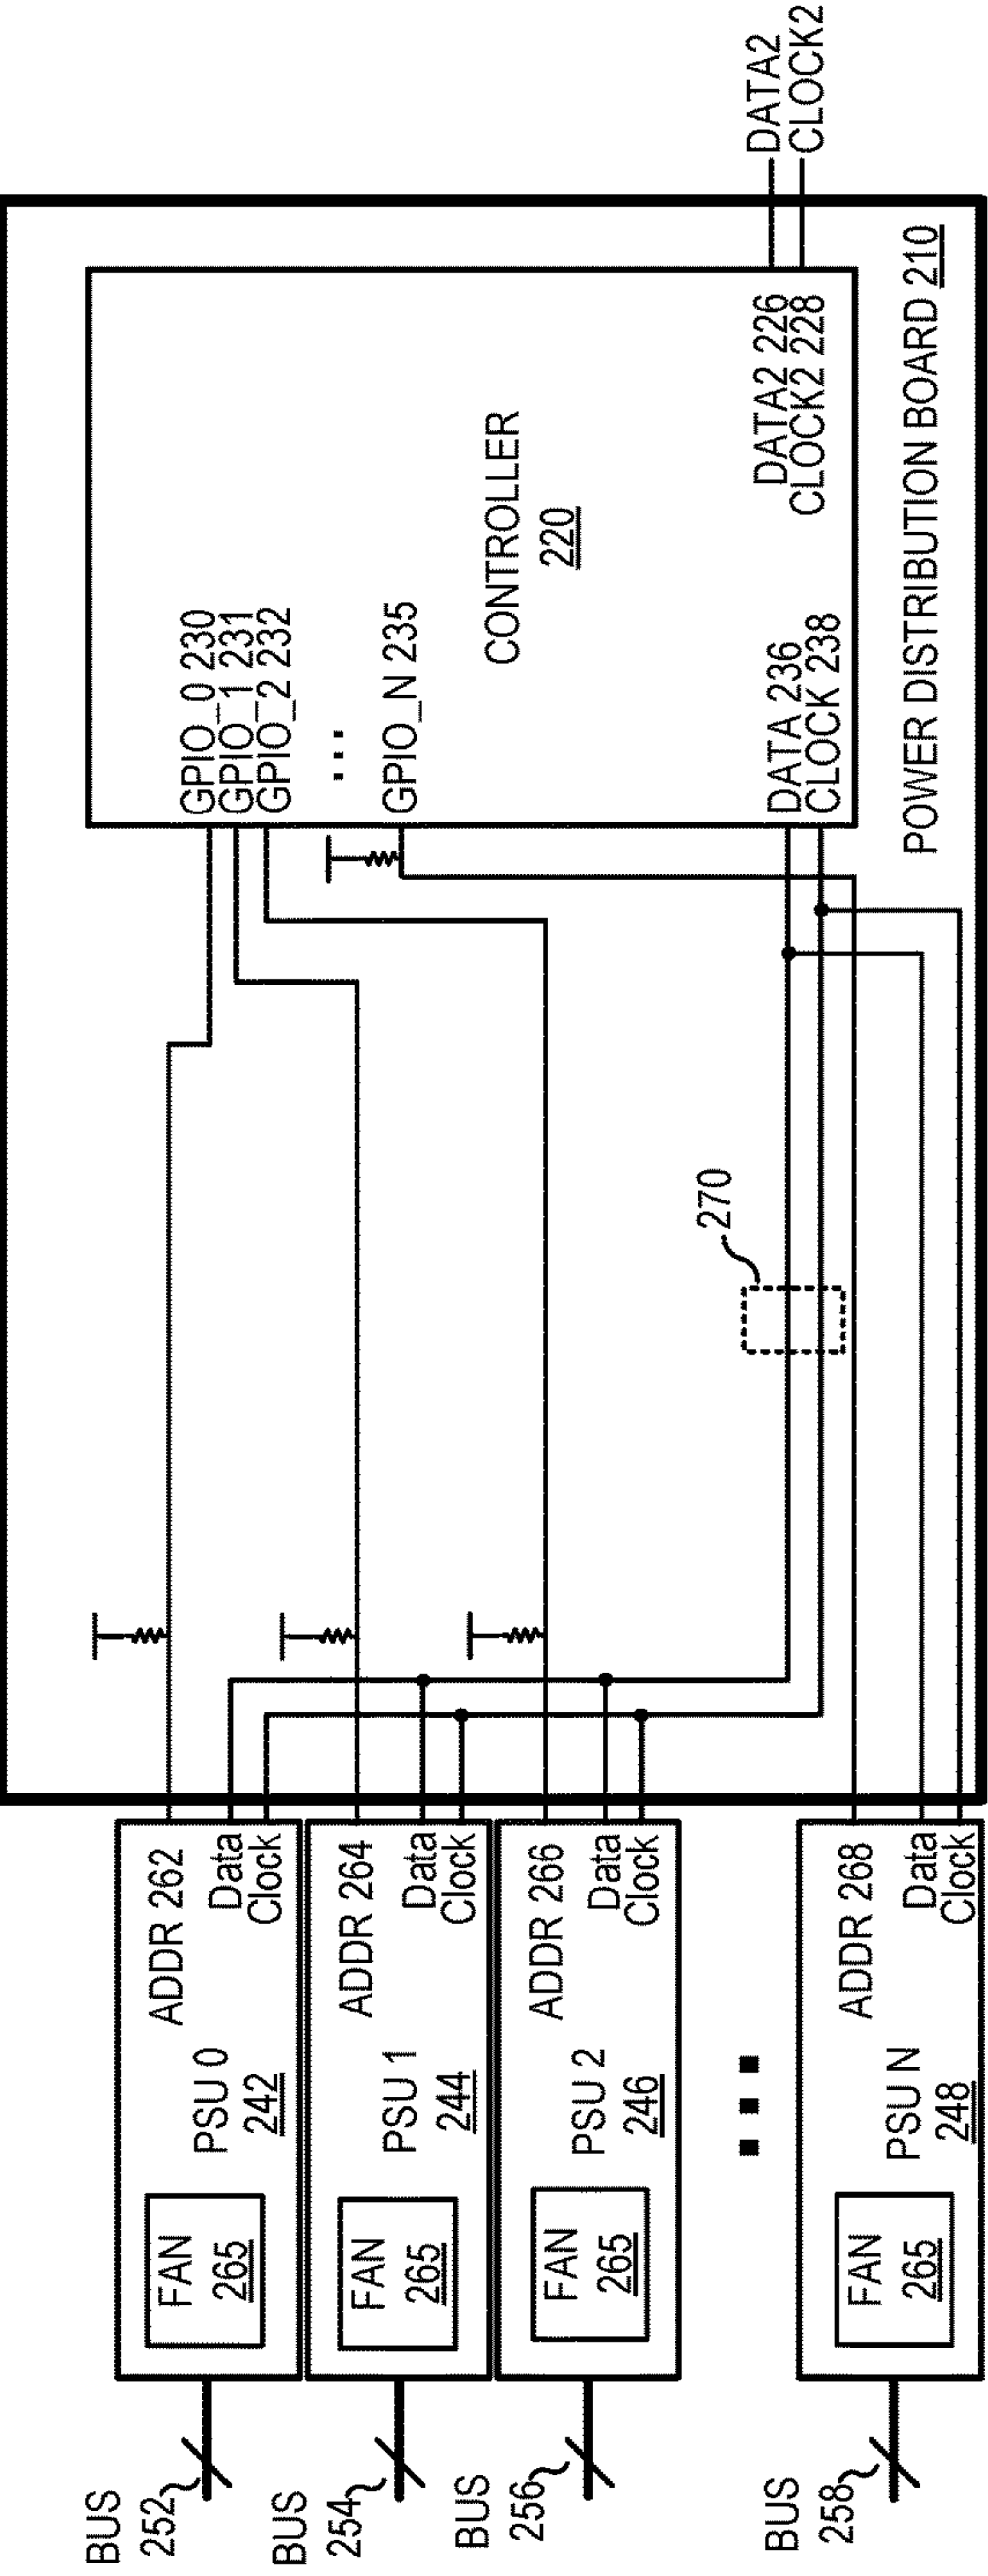 BUS
252
FAN
265
PSU 0
242
ADDR 262
Data
Clock
BUS
254
FAN
265
PSU 1
244
ADDR 264
Data
Clock
BUS
256
FAN
265
PSU 2
246
ADDR 266
Data
Clock
BUS
258
FAN
265
PSU N
248
ADDR 268
Data
Clock
270
GPIO_0 230
GPIO_1 231
GPIO_2 232
GPIO_N 235
CONTROLLER
220
DATA 236
CLOCK 238
DATA2 226
CLOCK2 228
DATA2
CLOCK2
POWER DISTRIBUTION BOARD 210